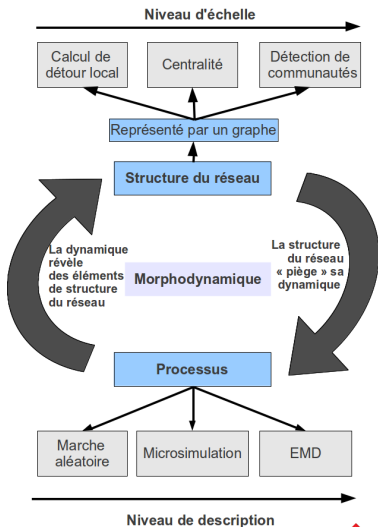 Niveau d'échelle
Calcul de
détour local
Centralité
Détection de
communautés
Représenté par un graphe
Structure du réseau
La dynamique
révèle
des éléments
de structure
du réseau
Morphodynamique
La structure
du réseau
« piège » sa
dynamique
Processus
Marche
aléatoire
Microsimulation
EMD
Niveau de description